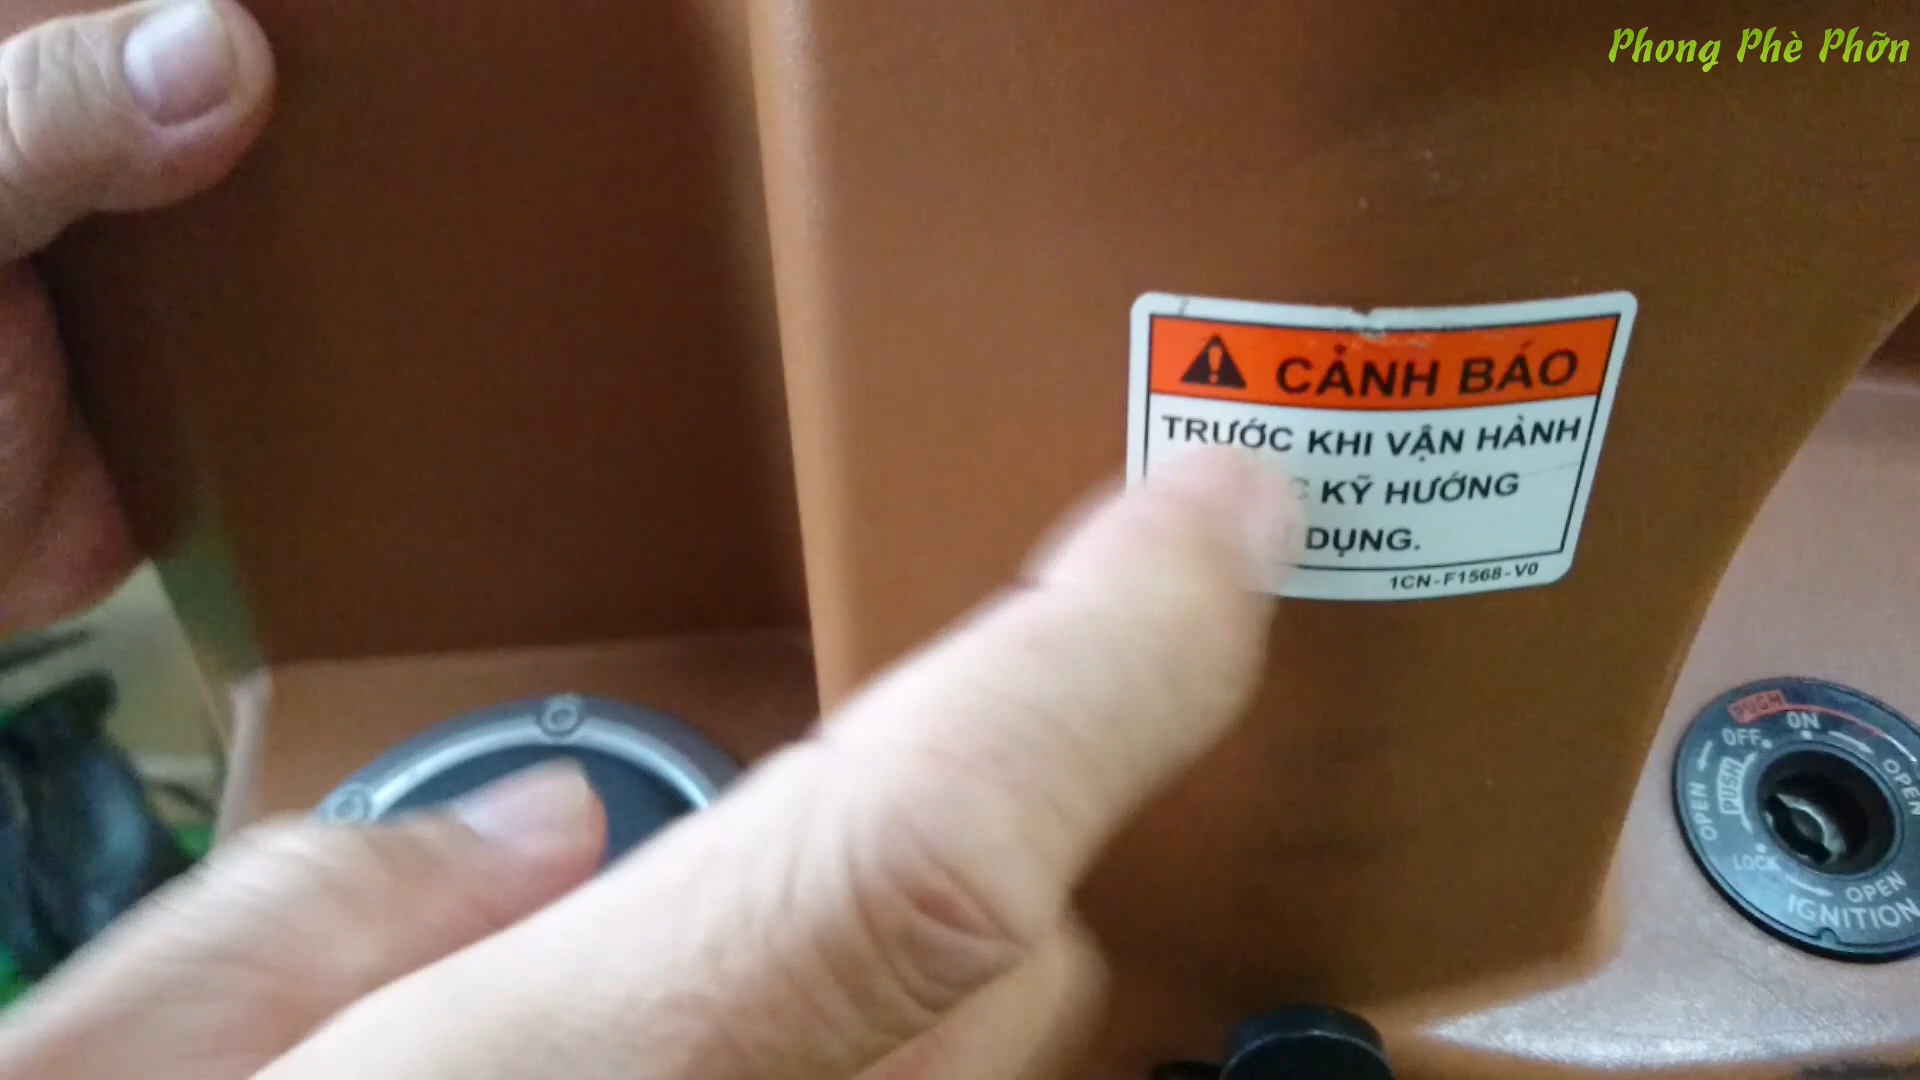 Phong Phè Phỡn
CẢNH BÁO
TRƯỚC KHI VẬN HÀNH
KỸ HƯỚNG
DỤNG.
1CN-F1568-V0
PUSH
ON
OFF
PUSH
OPEN
OPEN
LOCK
OPEN
IGNITION